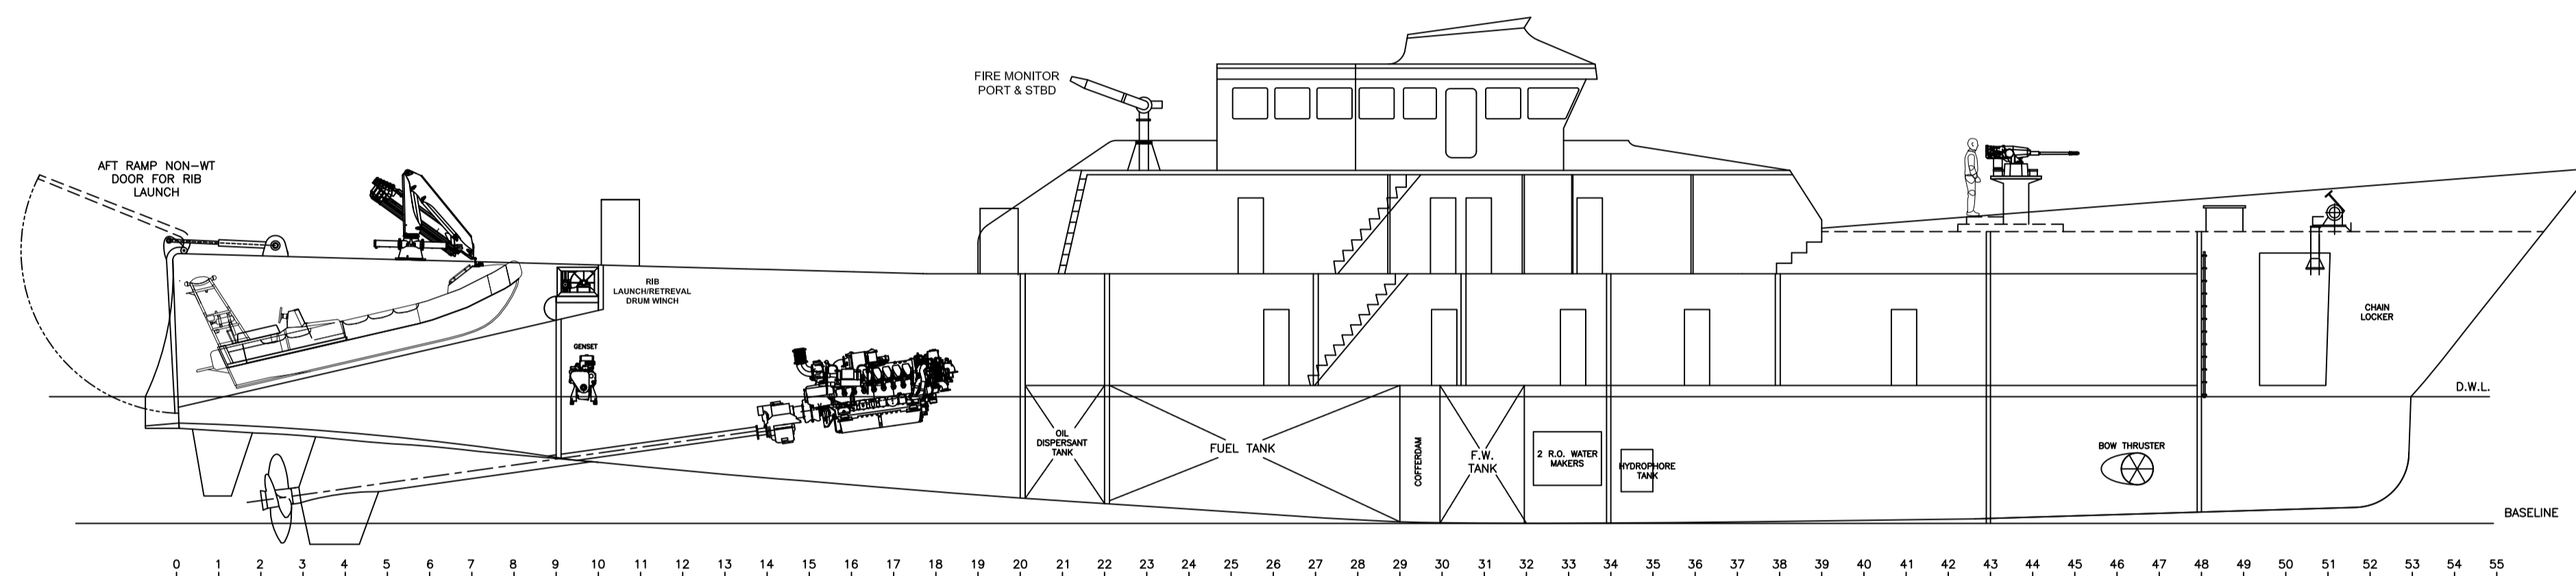 FIRE MONITOR
PORT & STBD
AFT RAMP NON-WT
DOOR FOR RIB
LAUNCH
RIB
LAUNCH/RETREVAL
DRUM WINCH
GENSET
CHAIN
LOCKER
D.W.L.
OIL
DISPERSANT
TANK
FUEL TANK
COFFERDAM
F.W.
TANK
2 R.O. WATER
MAKERS
HYDROPHORE
TANK
BOW THRUSTER
BASELINE
0 1 2 3 4 5 6 7 8 9 10 11 12 13 14 15 16 17 18 19 20 21 22 23 24 25 26 27 28 29 30 31 32 33 34 35 36 37 38 39 40 41 42 43 44 45 46 47 48 49 50 51 52 53 54 55